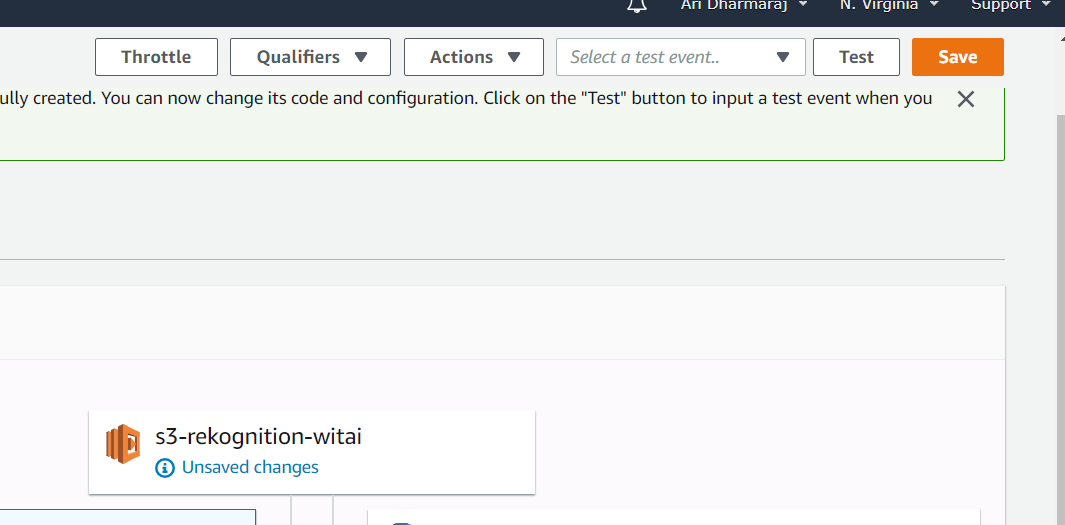 Ari Dharmaraj N. Virginia Support
Throttle Qualifiers Actions Select a test event.. Test Save
ully created. You can now change its code and configuration. Click on the "Test" button to input a test event when you
s3-rekognition-witai
Unsaved changes